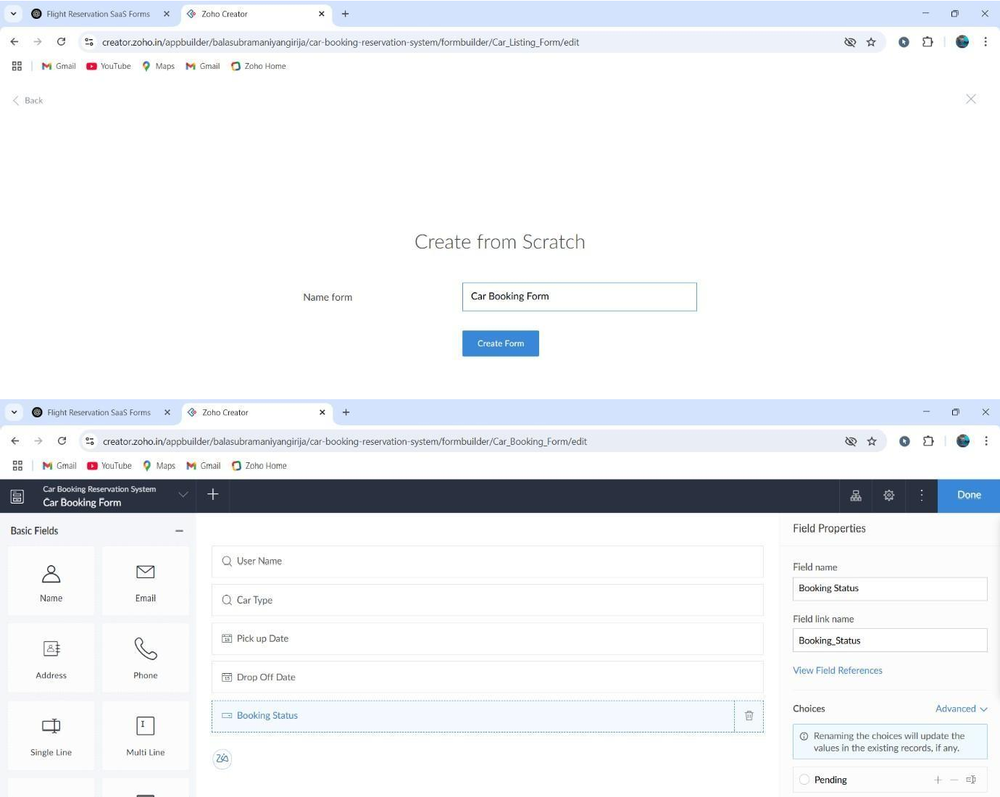 Flight Reservation SaaS Forms
Zoho Creator
creator.zoho.in/appbuilder/balasubramaniyangirija/car-booking-reservation-system/formbuilder/Car_Listing_Form/edit
Gmail YouTube Maps Gmail Zoho Home
Back
Create from Scratch
Name form
Car Booking Form
Create Form
Flight Reservation SaaS Forms
Zoho Creator
creator.zoho.in/appbuilder/balasubramaniyangirija/car-booking-reservation-system/formbuilder/Car_Booking_Form/edit
Gmail YouTube Maps Gmail Zoho Home
Car Booking Reservation System
Car Booking Form
Done
Basic Fields
Name
Email
Address
Phone
Single Line
Multi Line
User Name
Car Type
Pick up Date
Drop Off Date
Booking Status
Field Properties
Field name
Booking Status
Field link name
Booking_Status
View Field References
Choices
Advanced
Renaming the choices will update the
values in the existing records, if any.
Pending